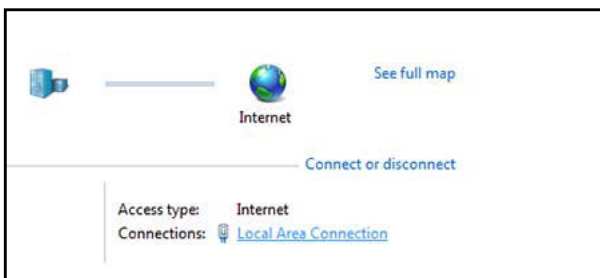 See full map
Internet
Connect or disconnect
Access type: Internet
Connections: Local Area Connection